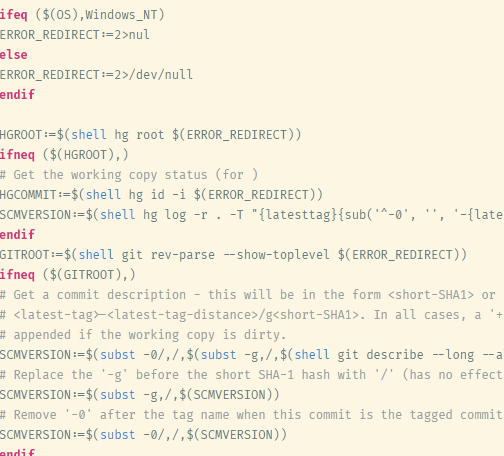 ifeq ($(OS),Windows_NT)
ERROR_REDIRECT:=2>nul
else
ERROR_REDIRECT:=2>/dev/null
endif
HGROOT:=$(shell hg root $(ERROR_REDIRECT))
ifneq ($(HGROOT),)
# Get the working copy status (for )
HGCOMMIT:=$(shell hg id -i $(ERROR_REDIRECT))
SCMVERSION:=$(shell hg log -r . -T "{latesttag}{sub('^-0', '', '-{late
endif
GITROOT:=$(shell git rev-parse --show-toplevel $(ERROR_REDIRECT))
ifneq ($(GITROOT),)
# Get a commit description - this will be in the form <short-SHA1> or
# <latest-tag>-<latest-tag-distance>/g<short-SHA1>. In all cases, a '+
# appended if the working copy is dirty.
SCMVERSION:=$(subst -0/,/,$(subst -g,/,$(shell git describe --long --a
# Replace the '-g' before the short SHA-1 hash with '/' (has no effect
SCMVERSION:=$(subst -g,/,$(SCMVERSION))
# Remove '-0' after the tag name when this commit is the tagged commit
SCMVERSION:=$(subst -0/,/,$(SCMVERSION))
endif